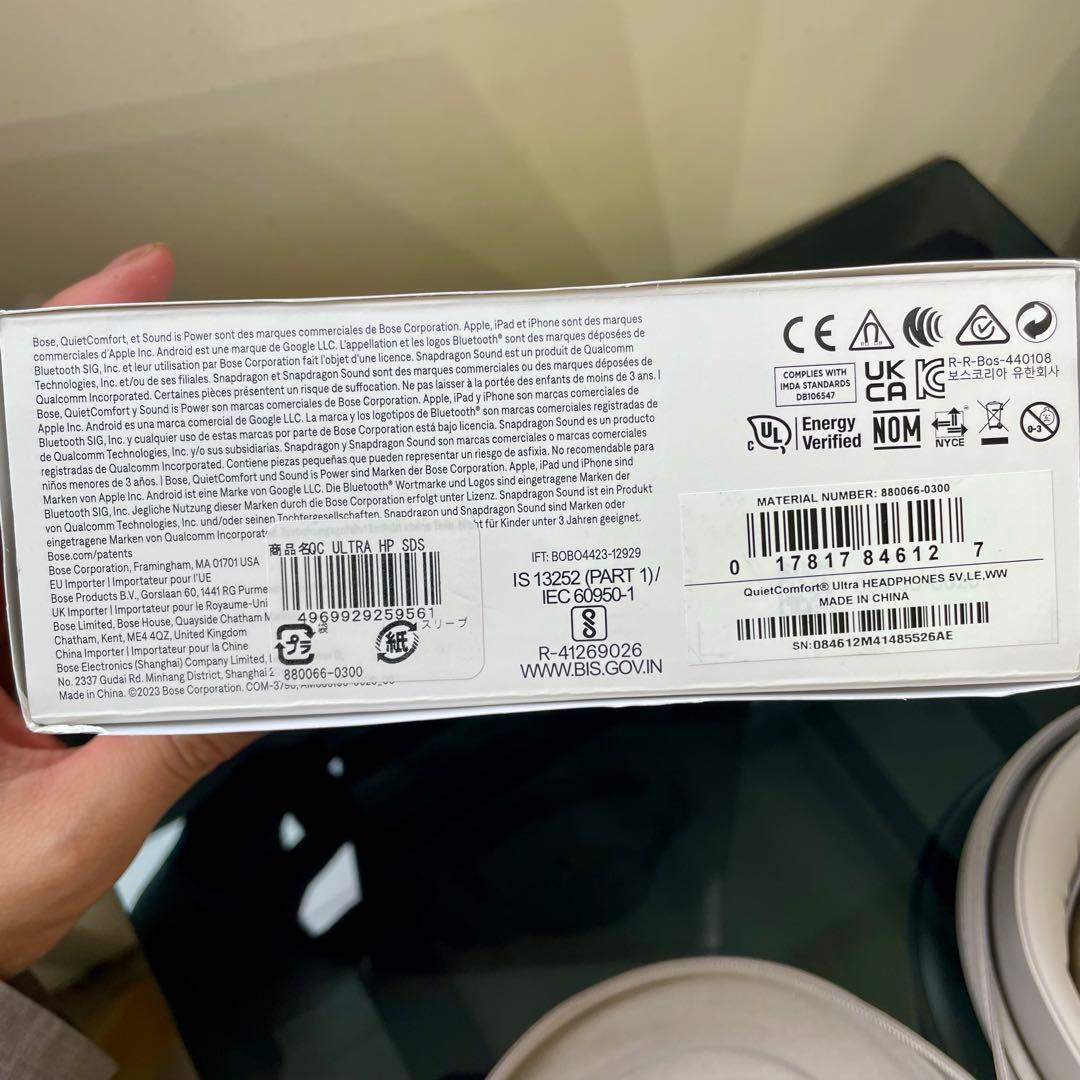 Bose, QuietComfort, et Sound is Power sont des marques commerciales de Bose Corporation. Apple, iPad et iPhone sont des marques
commerciales d'Apple Inc. Android est une marque de Google LLC. L'appellation et les logos Bluetooth® sont des marques déposées de
Bluetooth SIG, Inc. et leur utilisation par Bose Corporation fait l'objet d'une licence. Snapdragon Sound est un produit de Qualcomm
Technologies, Inc. et/ou de ses filiales. Snapdragon et Snapdragon Sound sont des marques commerciales ou des marques déposées de
Qualcomm Incorporated. Certaines pièces présentent un risque de suffocation. Ne pas laisser à la portée des enfants de moins de 3 ans. |
Bose, QuietComfort y Sound is Power son marcas comerciales de Bose Corporation. Apple, iPad y iPhone son marcas comerciales de
Apple Inc. Android es una marca comercial de Google LLC. La marca y los logotipos de Bluetooth® son marcas comerciales registradas de
Bluetooth SIG, Inc. y cualquier uso de estas marcas por parte de Bose Corporation está bajo licencia. Snapdragon Sound es un producto
de Qualcomm Technologies, Inc. y/o sus subsidiarias. Snapdragon y Snapdragon Sound son marcas comerciales o marcas comerciales
registradas de Qualcomm Incorporated. Contiene piezas pequeñas que pueden representar un riesgo de asfixia. No recomendable para
niños menores de 3 años. | Bose, QuietComfort und Sound is Power sind Marken der Bose Corporation. Apple, iPad und iPhone sind
Marken von Apple Inc. Android ist eine Marke von Google LLC. Die Bluetooth® Wortmarke und Logos sind eingetragene Marken der
Bluetooth SIG, Inc. Jegliche Nutzung dieser Marken durch die Bose Corporation erfolgt unter Lizenz. Snapdragon Sound ist ein Produkt
von Qualcomm Technologies, Inc. und/oder seinen Tochtergesellschaften. Snapdragon und Snapdragon Sound sind Marken oder
eingetragene Marken von Qualcomm Incorporated. für Kinder unter 3 Jahren geeignet.
Bose.com/patents
Bose Corporation, Framingham, MA 01701 USA
EU Importer | Importateur pour l'UE
Bose Products B.V., Gorslaan 60, 1441 RG Purme
UK Importer | Importateur pour le Royaume-Uni
Bose Limited, Bose House, Quayside Chatham M
Chatham, Kent, ME4 4QZ, United Kingdom
China Importer | Importateur pour la Chine
Bose Electronics (Shanghai) Company Limited,
No. 2337 Gudai Rd. Minhang District, Shanghai 2
Made in China. ©2023 Bose Corporation.
商品名QC ULTRA HP SDS
4969929259561
プラ
袋
紙
スリーブ
880066-0300
IFT: BOBO4423-12929
IS 13252 (PART 1)/
IEC 60950-1
R-41269026
WWW.BIS.GOV.IN
CE
R-R-Bos-440108
보스코리아 유한회사
COMPLIES WITH
IMDA STANDARDS
DB106547
UK
CA
KC
c UL
Energy
Verified
NOM
NYCE
0-3
MATERIAL NUMBER: 880066-0300
0 17817 84612 7
QuietComfort® Ultra HEADPHONES 5V,LE,WW
MADE IN CHINA
SN:084612M41485526AE